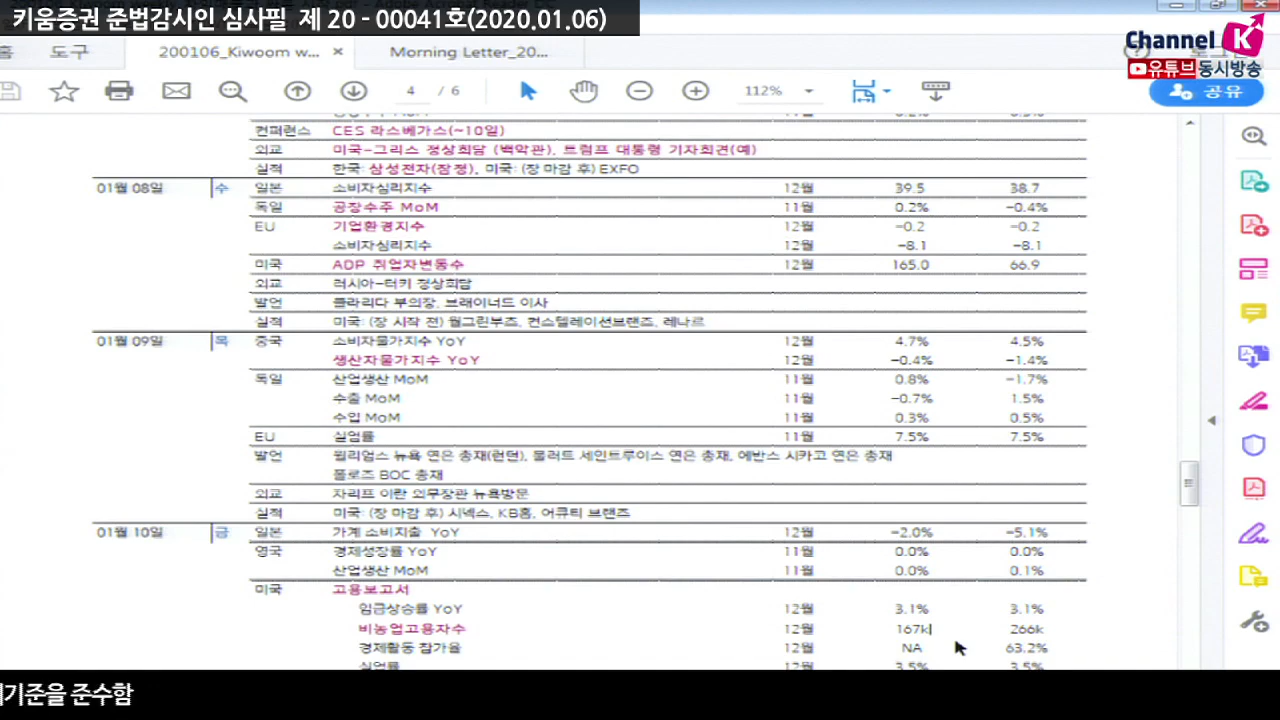 키움증권 준법감시인 심사필 제 20 - 00041호(2020.01.06)
Channel K
유튜브 동시방송
홈 도구 200106_Kiwoom w... × Morning Letter_20...
4 / 6 112% 공유
컨퍼런스 CES 라스베가스(~10일)
외교 미국-그리스 정상회담 (백악관), 트럼프 대통령 기자회견(예)
실적 한국: 삼성전자(잠정), 미국: (장 마감 후) EXFO
01월 08일 수 일본 소비자심리지수 12월 39.5 38.7
독일 공장수주 MoM 11월 0.2% -0.4%
EU 기업환경지수 12월 -0.2 -0.2
소비자심리지수 12월 -8.1 -8.1
미국 ADP 취업자변동수 12월 165.0 66.9
외교 러시아-터키 정상회담
발언 클라리다 부의장, 브래이너드 이사
실적 미국: (장 시작 전) 월그린부츠, 컨스텔레이션브랜즈, 레나르
01월 09일 목 중국 소비자물가지수 YoY 12월 4.7% 4.5%
생산자물가지수 YoY 12월 -0.4% -1.4%
독일 산업생산 MoM 11월 0.8% -1.7%
수출 MoM 11월 -0.7% 1.5%
수입 MoM 11월 0.3% 0.5%
EU 실업률 11월 7.5% 7.5%
발언 윌리엄스 뉴욕 연은 총재(런던), 물러드 세인트루이스 연은 총재, 에반스 시카고 연은 총재
폴로즈 BOC 총재
외교 자리프 이란 외무장관 뉴욕방문
실적 미국: (장 마감 후) 시넥스, KB홈, 어큐티 브랜즈
01월 10일 금 일본 가계 소비지출 YoY 12월 -2.0% -5.1%
영국 경제성장률 YoY 11월 0.0% 0.0%
산업생산 MoM 11월 0.0% 0.1%
미국 고용보고서
임금상승률 YoY 12월 3.1% 3.1%
비농업고용자수 12월 167k 266k
경제활동 참가율 12월 NA 63.2%
실업률 12월 3.5% 3.5%
기준을 준수함